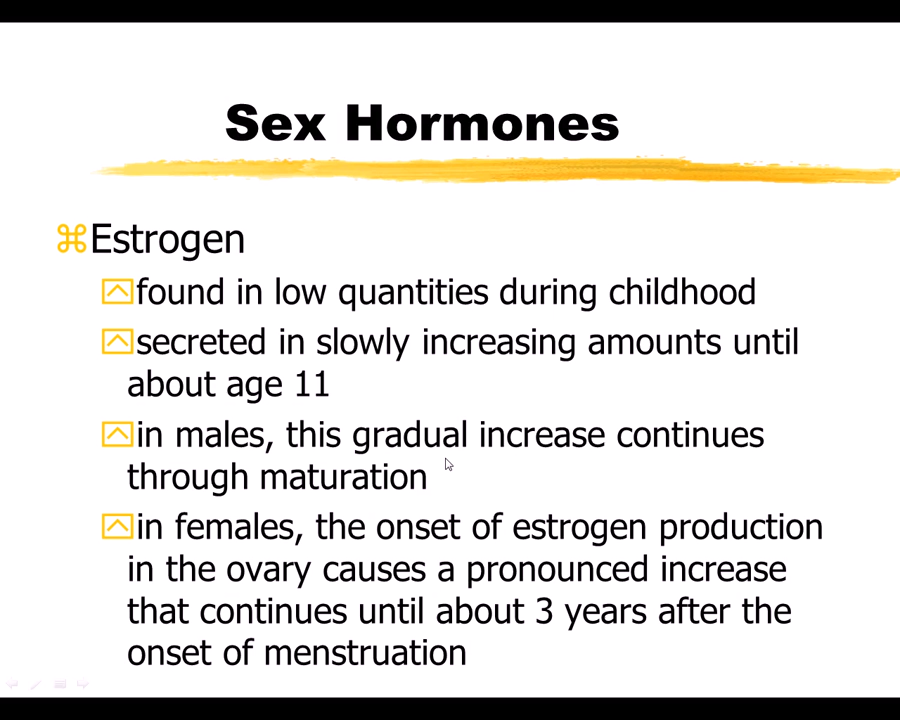 Sex Hormones
Estrogen
found in low quantities during childhood
secreted in slowly increasing amounts until
about age 11
in males, this gradual increase continues
through maturation
in females, the onset of estrogen production
in the ovary causes a pronounced increase
that continues until about 3 years after the
onset of menstruation